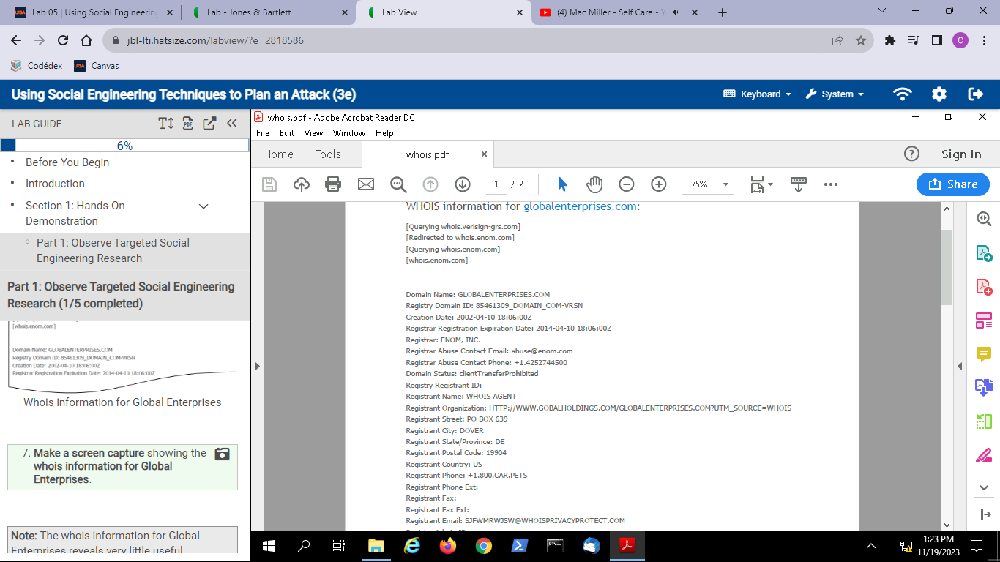 Lab 05 | Using Social Engineerin
Lab - Jones & Bartlett
Lab View
(4) Mac Miller - Self Care - Y
jbl-lti.hatsize.com/labview/?e=2818586
C
Codédex
UTSA
Canvas
Using Social Engineering Techniques to Plan an Attack (3e)
Keyboard
System
LAB GUIDE
PDF
6%
Before You Begin
Introduction
Section 1: Hands-On
Demonstration
Part 1: Observe Targeted Social
Engineering Research
Part 1: Observe Targeted Social Engineering
Research (1/5 completed)
[whois.enom.com]
Domain Name: GLOBALENTERPRISES.COM
Registry Domain ID: 85461309_DOMAIN_COM-VRSN
Creation Date: 2002-04-10 18:06:00Z
Registrar Registration Expiration Date: 2014-04-10 18:06:00Z
Whois information for Global Enterprises
7. Make a screen capture showing the
whois information for Global
Enterprises.
Note: The whois information for Global
Enterprises reveals very little useful
whois.pdf - Adobe Acrobat Reader DC
File Edit View Window Help
Home Tools whois.pdf Sign In
1 / 2 75% Share
WHOIS information for globalenterprises.com:
[Querying whois.verisign-grs.com]
[Redirected to whois.enom.com]
[Querying whois.enom.com]
[whois.enom.com]
Domain Name: GLOBALENTERPRISES.COM
Registry Domain ID: 85461309_DOMAIN_COM-VRSN
Creation Date: 2002-04-10 18:06:00Z
Registrar Registration Expiration Date: 2014-04-10 18:06:00Z
Registrar: ENOM, INC.
Registrar Abuse Contact Email: abuse@enom.com
Registrar Abuse Contact Phone: +1.4252744500
Domain Status: clientTransferProhibited
Registry Registrant ID:
Registrant Name: WHOIS AGENT
Registrant Organization: HTTP://WWW.GOBALHOLDINGS.COM/GLOBALENTERPRISES.COM?UTM_SOURCE=WHOIS
Registrant Street: PO BOX 639
Registrant City: DOVER
Registrant State/Province: DE
Registrant Postal Code: 19904
Registrant Country: US
Registrant Phone: +1.800.CAR.PETS
Registrant Phone Ext:
Registrant Fax:
Registrant Fax Ext:
Registrant Email: SJFWMRWJSW@WHOISPRIVACYPROTECT.COM
1:23 PM
11/19/2023